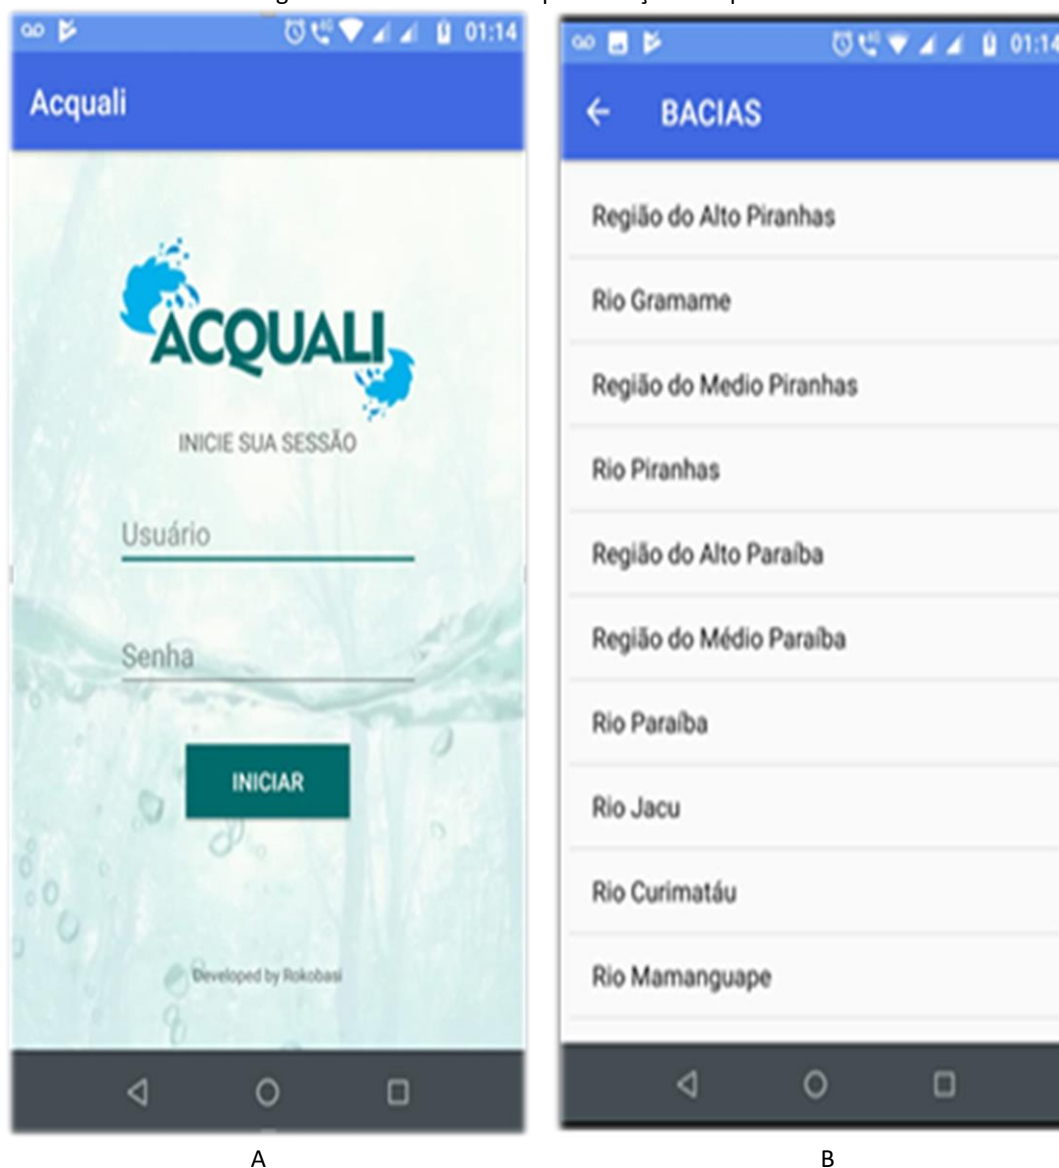 01:14
Acquali
ACQUALI
INICIE SUA SESSÃO
Usuário
Senha
INICIAR
Developed by Rokobasi
A
01:14
BACIAS
Região do Alto Piranhas
Rio Gramame
Região do Medio Piranhas
Rio Piranhas
Região do Alto Paraíba
Região do Médio Paraíba
Rio Paraíba
Rio Jacu
Rio Curimatáu
Rio Mamanguape
B